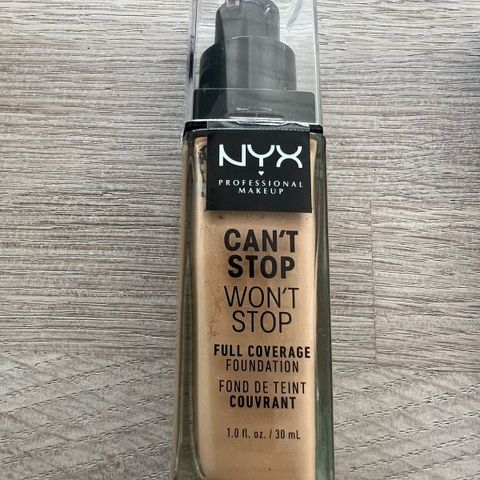 NYX
PROFESSIONAL
MAKEUP
CAN'T
STOP
WON'T
STOP
FULL COVERAGE
FOUNDATION
FOND DE TEINT
COUVRANT
1.0 fl. oz. / 30 mL